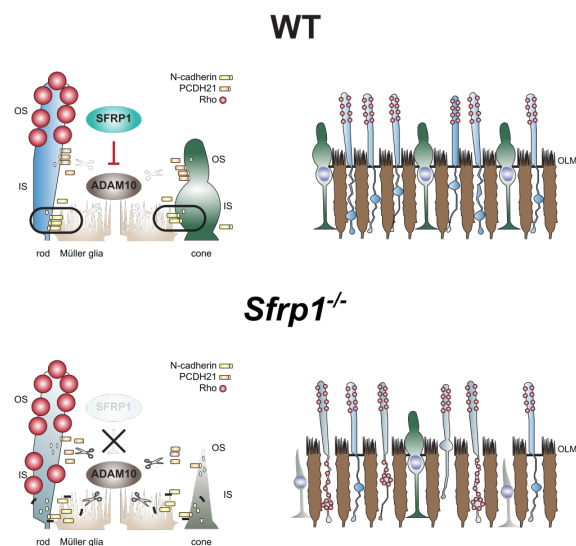 WT
N-cadherin
PCDH21
Rho
OS
SFRP1
OS
ADAM10
IS
IS
rod Müller glia cone
OLM
Sfrp1-/-
N-cadherin
PCDH21
Rho
OS
SFRP1
OS
ADAM10
IS
IS
rod Müller glia cone
OLM